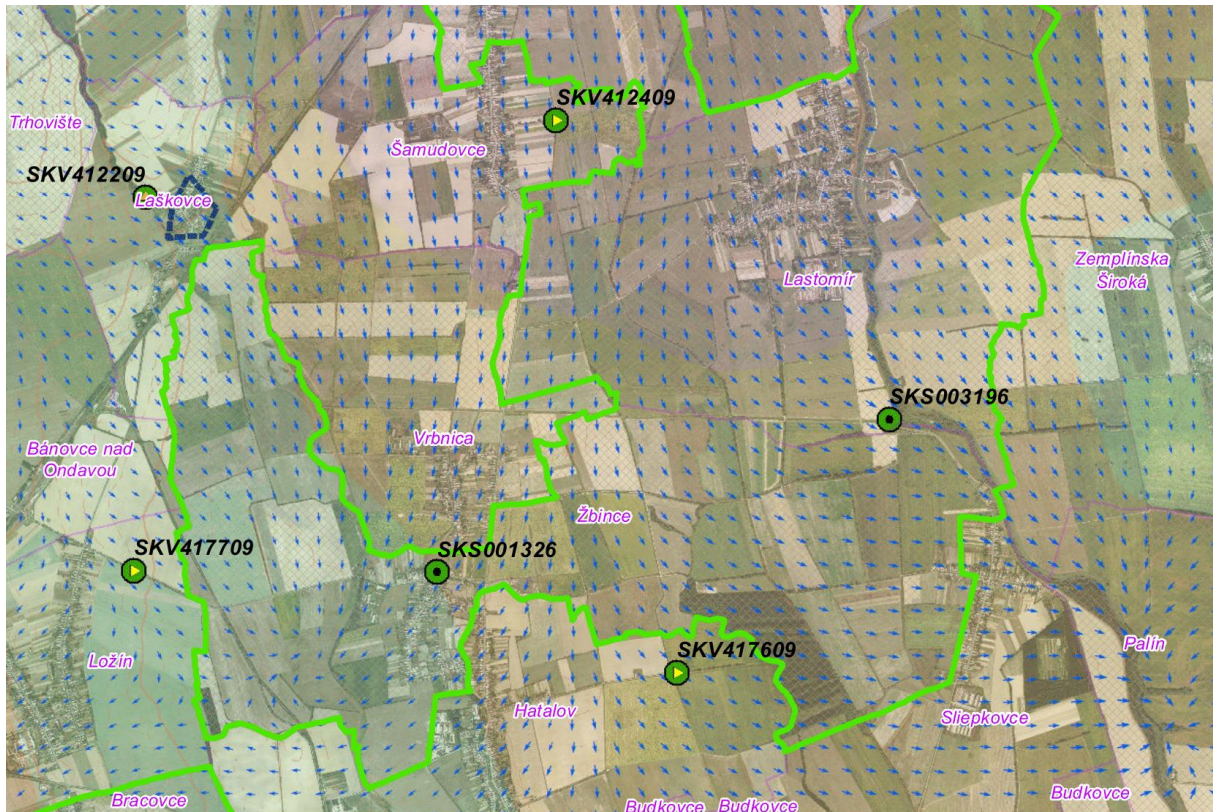 SKV412409
Trhovište
Šamudovce
SKV412209
Laškovce
Zemplínska
Široká
Lastomír
SKS003196
Vrbnica
Bánovce nad
Ondavou
Žbince
SKV417709
SKS001326
Ložín
SKV417609
Palín
Hatalov
Sliepkovce
Bracovce
Budkovce
Budkovce
Budkovce